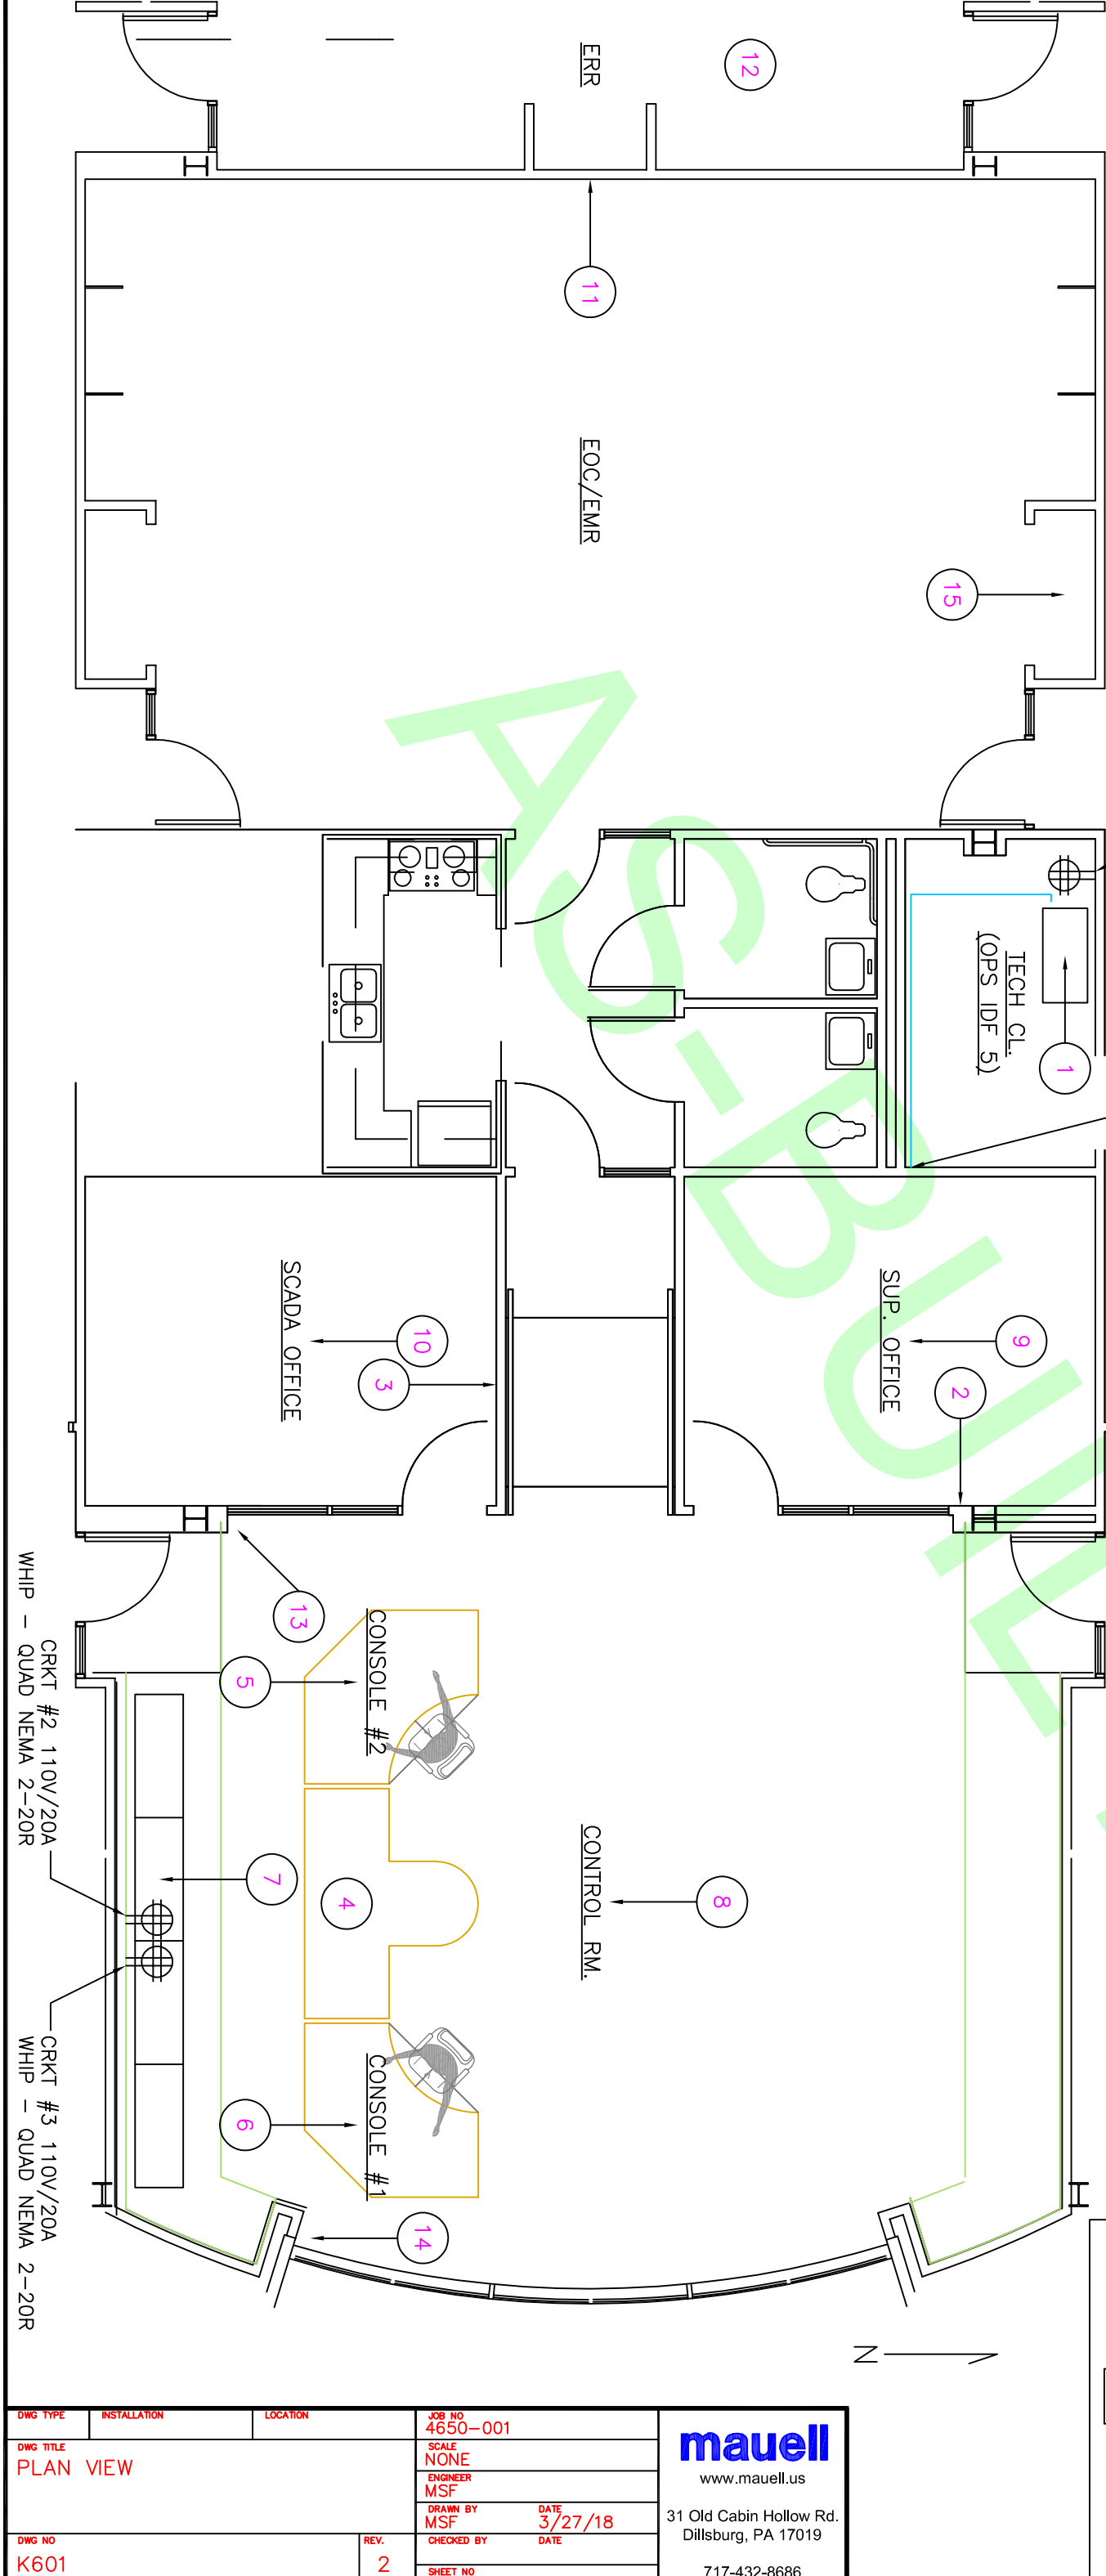 ERR
12
11
EOC/EMR
15
TECH CL.
(OPS IDF 5)
1
SCADA OFFICE
10
3
SUP. OFFICE
9
2
13
CONSOLE #2
5
7
4
CONTROL RM.
8
CONSOLE #1
6
14
CRKT #2 110V/20A
WHIP - QUAD NEMA 2-20R
CRKT #3 110V/20A
WHIP - QUAD NEMA 2-20R
N
AS-BUIL
DWG TYPE
INSTALLATION
LOCATION
JOB NO
4650-001
DWG TITLE
PLAN VIEW
SCALE
NONE
ENGINEER
MSF
DRAWN BY
MSF
DATE
3/27/18
DWG NO
K601
REV.
2
CHECKED BY
DATE
SHEET NO
mauell
www.mauell.us
31 Old Cabin Hollow Rd.
Dillsburg, PA 17019
717-432-8686